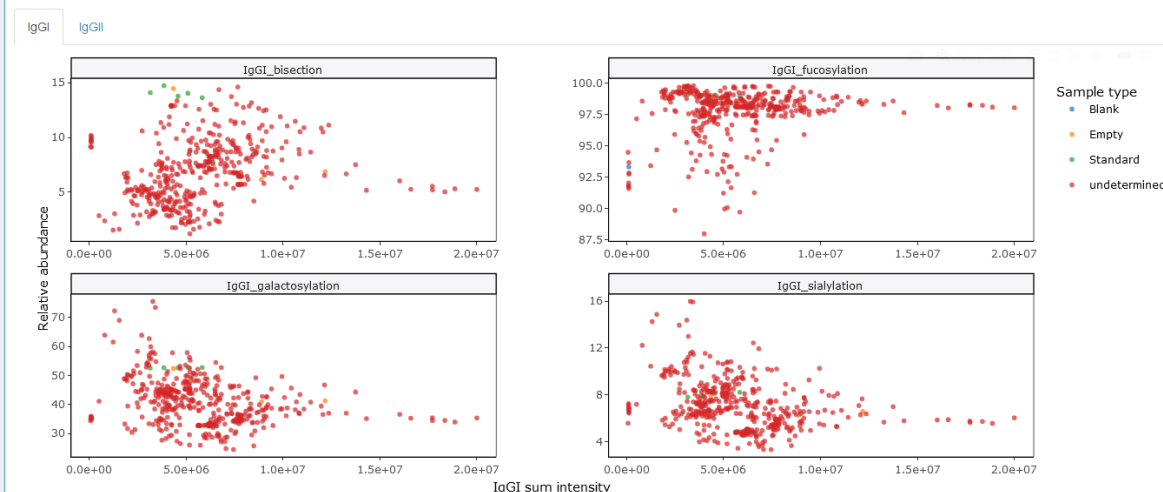 IgGI IgGII
IgGI_bisection
IgGI_fucosylation
15
10
5
100.0
97.5
95.0
92.5
90.0
87.5
0.0e+00 5.0e+06 1.0e+07 1.5e+07 2.0e+07
0.0e+00 5.0e+06 1.0e+07 1.5e+07 2.0e+07
Sample type
Blank
Empty
Standard
undetermined
Relative abundance
IgGI_galactosylation
IgGI_sialylation
70
60
50
40
30
16
12
8
4
0.0e+00 5.0e+06 1.0e+07 1.5e+07 2.0e+07
0.0e+00 5.0e+06 1.0e+07 1.5e+07 2.0e+07
IgGI sum intensity